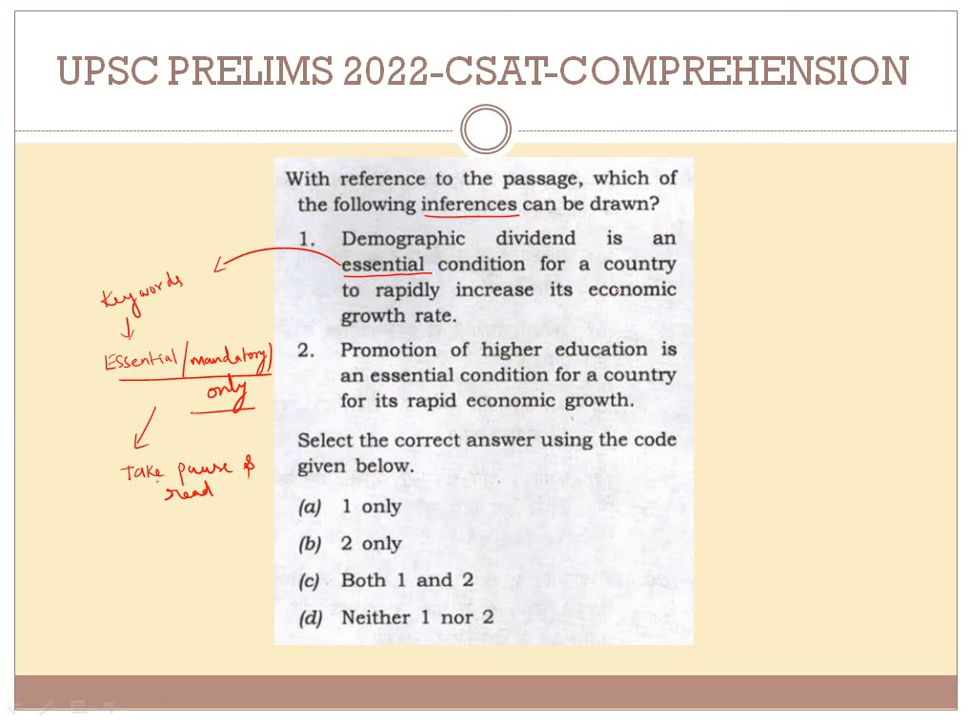 UPSC PRELIMS 2022-CSAT-COMPREHENSION
With reference to the passage, which of
the following inferences can be drawn?
1. Demographic dividend is an
essential condition for a country
to rapidly increase its economic
growth rate.
2. Promotion of higher education is
an essential condition for a country
for its rapid economic growth.
Select the correct answer using the code
given below.
(a) 1 only
(b) 2 only
(c) Both 1 and 2
(d) Neither 1 nor 2
Keywords
Essential/mandatory/
only
Take pause &
read